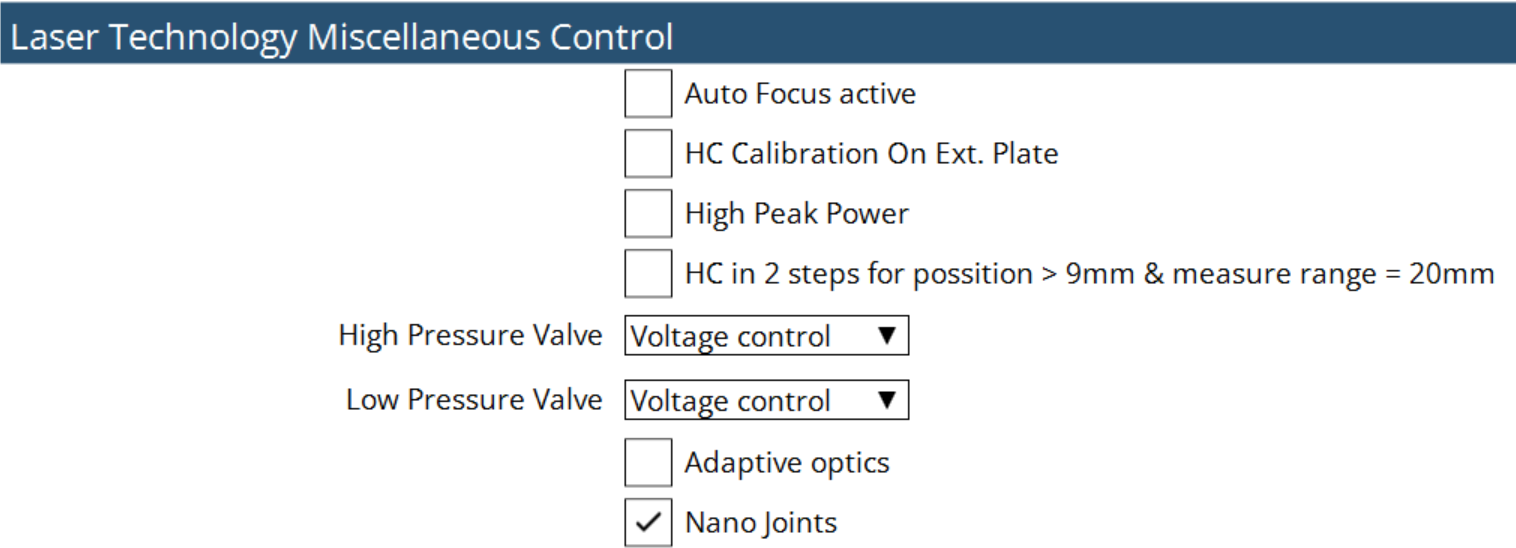 Laser Technology Miscellaneous Control
Auto Focus active
HC Calibration On Ext. Plate
High Peak Power
HC in 2 steps for possition > 9mm & measure range = 20mm
High Pressure Valve Voltage control
Low Pressure Valve Voltage control
Adaptive optics
Nano Joints